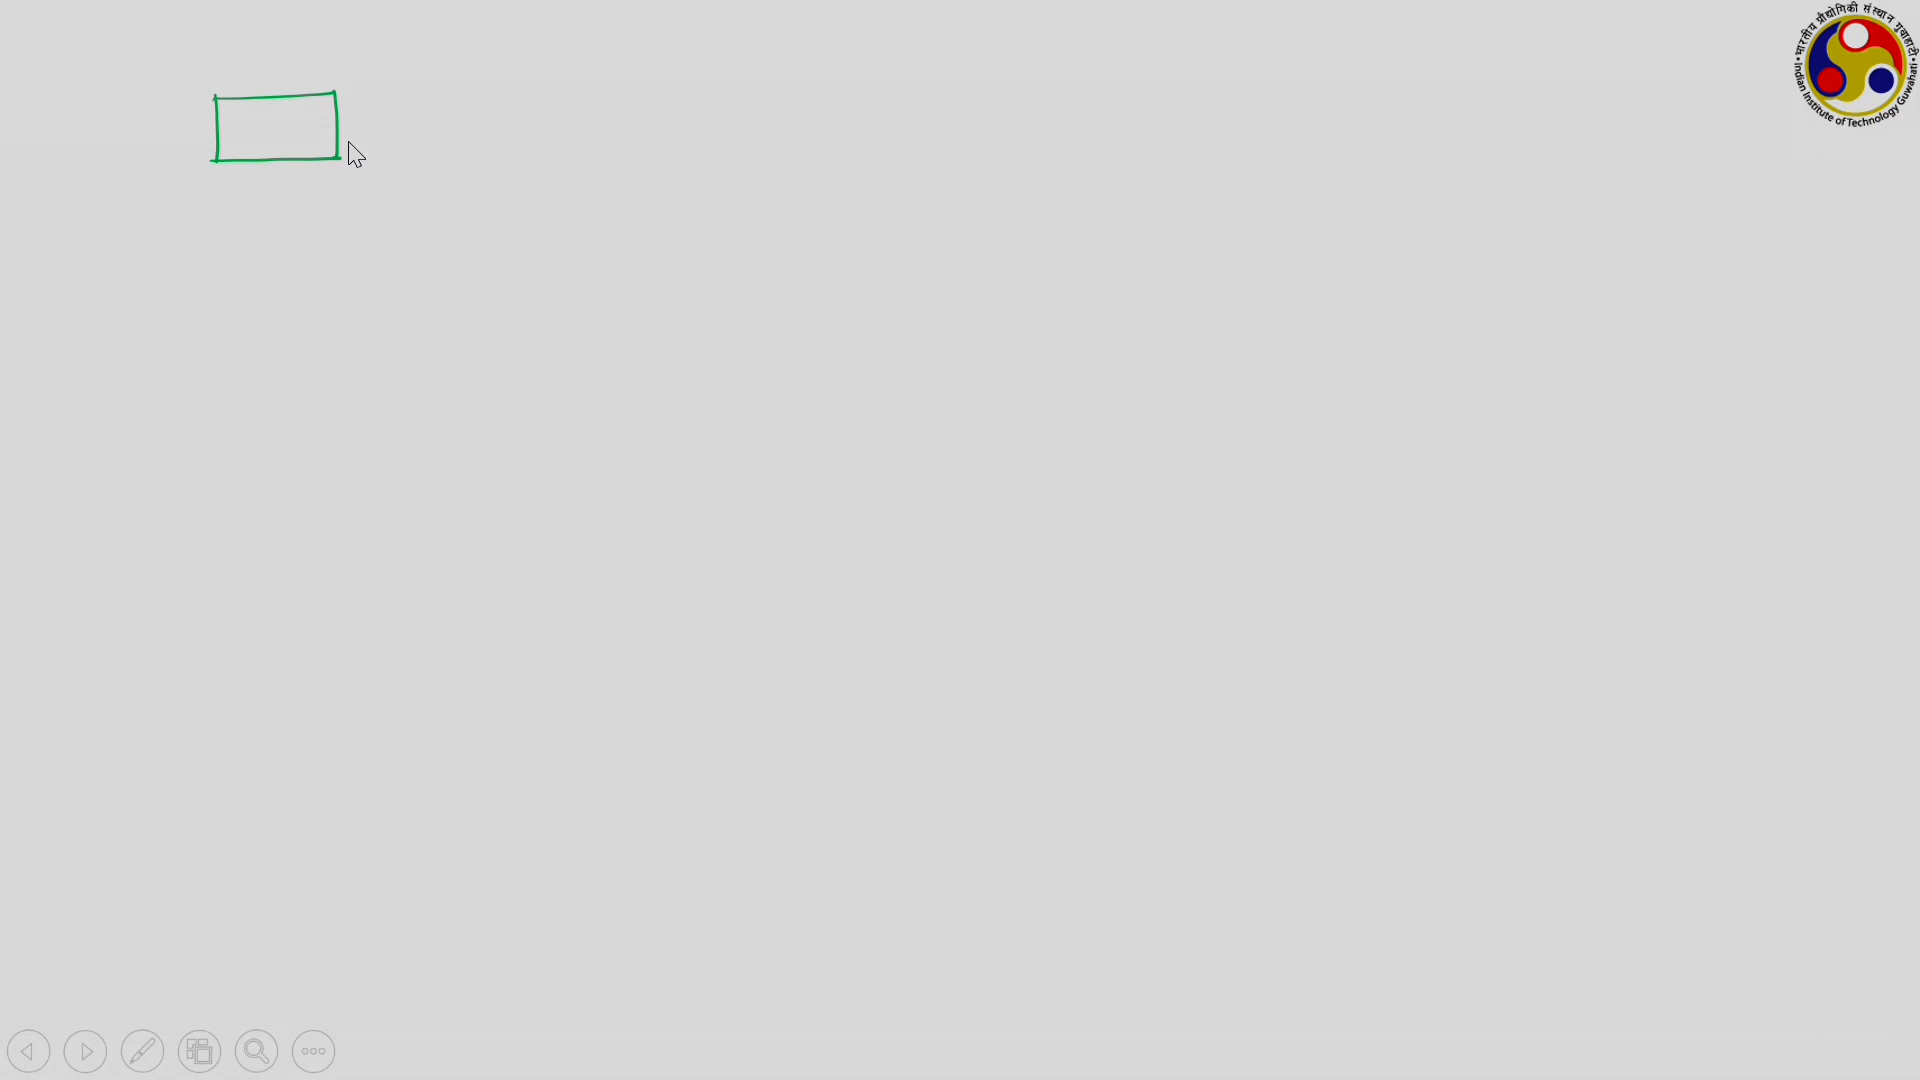 भारतीय प्रौद्योगिकी संस्थान गुवाहाटी
Indian Institute of Technology Guwahati